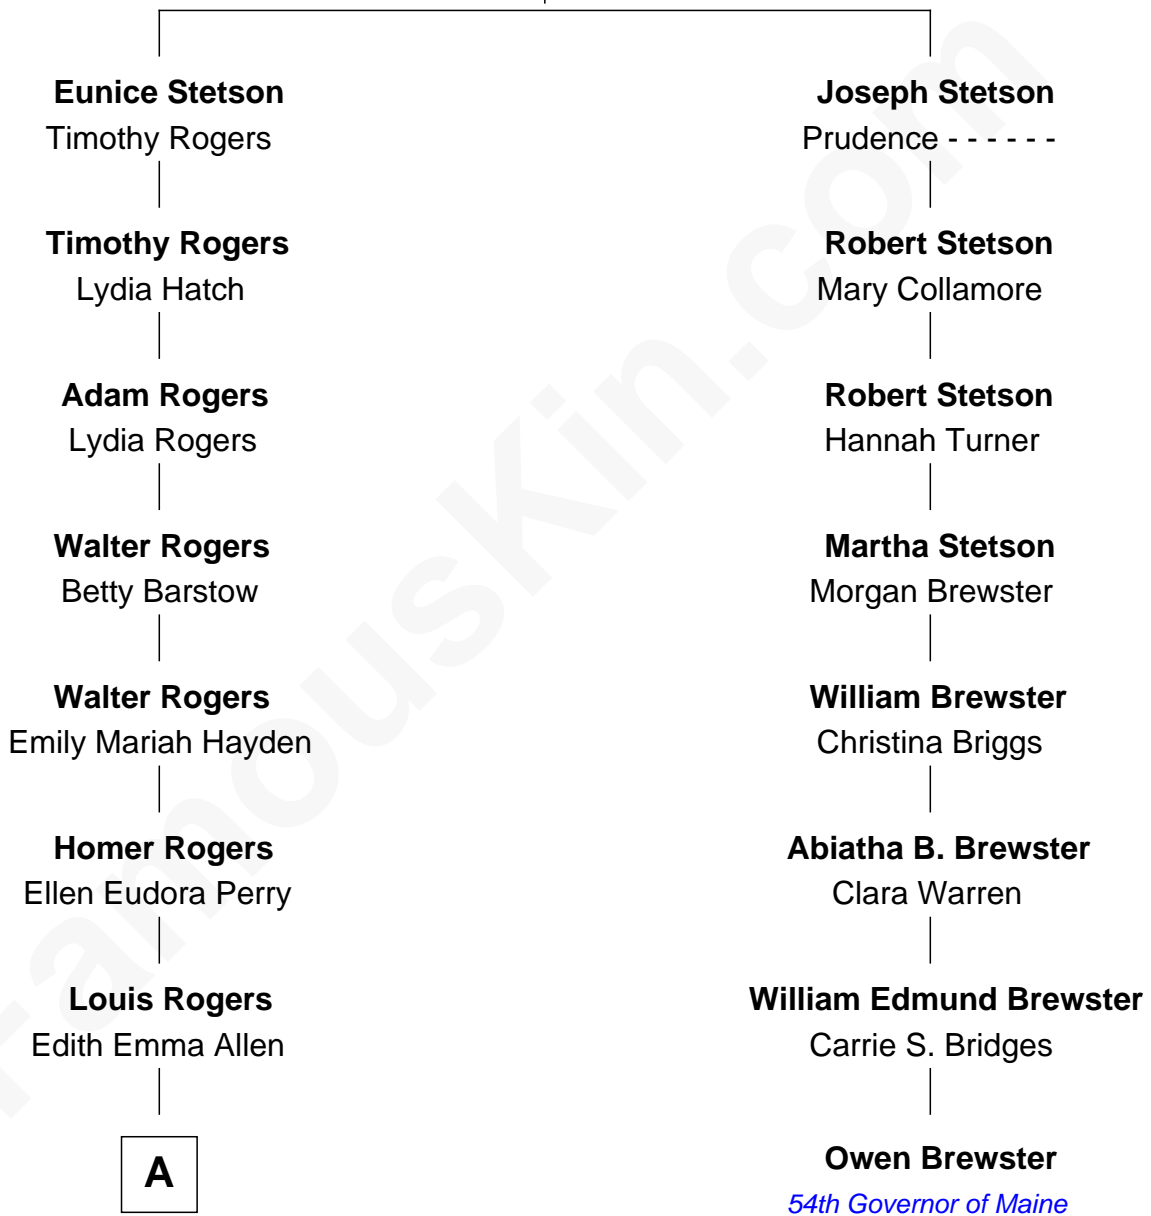 Eunice Stetson
Timothy Rogers
Joseph Stetson
Prudence - - - - - -
Timothy Rogers
Lydia Hatch
Robert Stetson
Mary Collamore
Adam Rogers
Lydia Rogers
Robert Stetson
Hannah Turner
Walter Rogers
Betty Barstow
Martha Stetson
Morgan Brewster
Walter Rogers
Emily Mariah Hayden
William Brewster
Christina Briggs
Homer Rogers
Ellen Eudora Perry
Abiatha B. Brewster
Clara Warren
Louis Rogers
Edith Emma Allen
William Edmund Brewster
Carrie S. Bridges
A
Owen Brewster
54th Governor of Maine
FamousKin.com